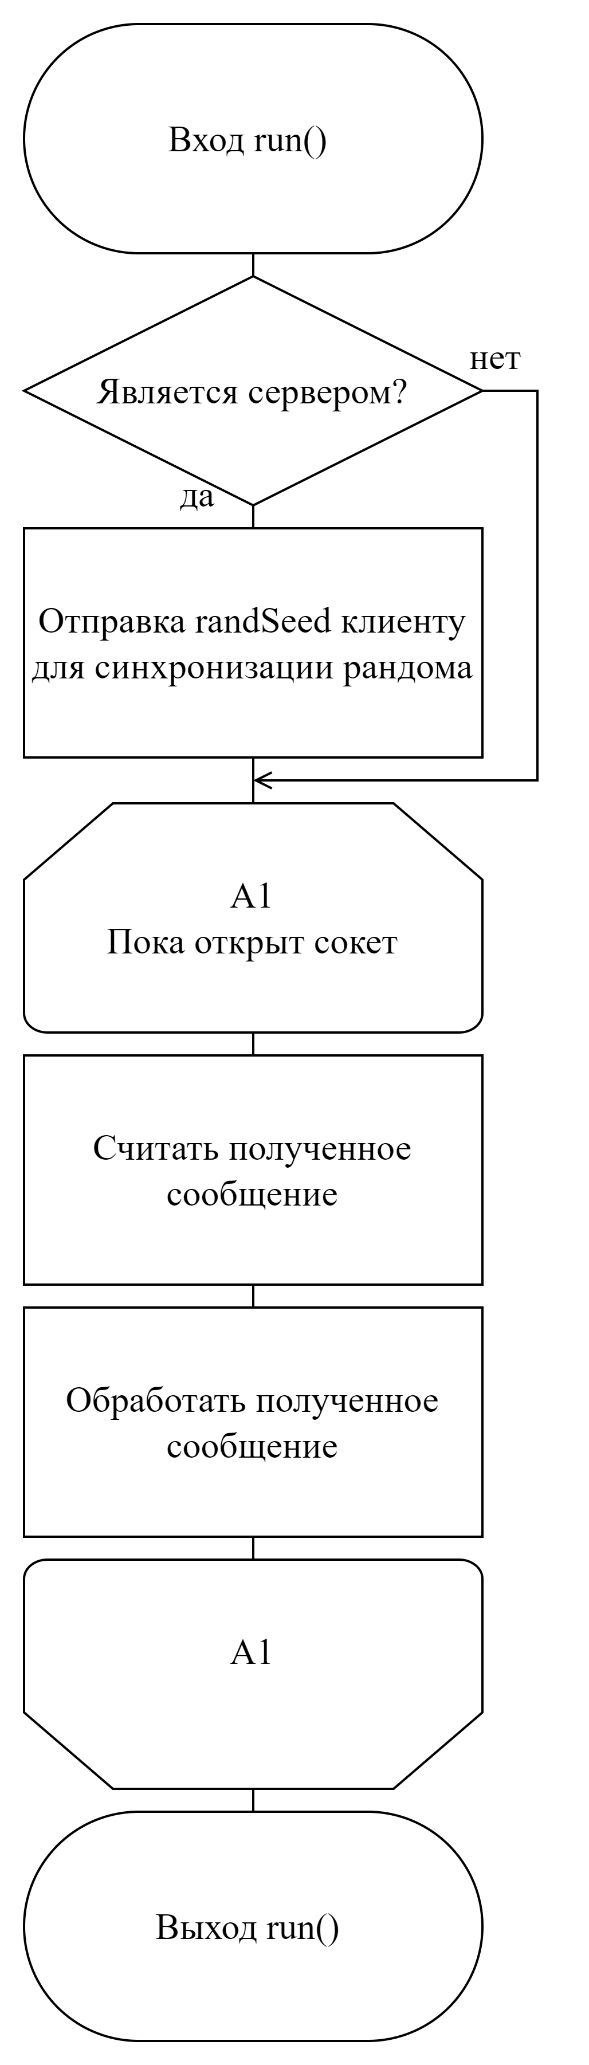 Вход run()
нет
Является сервером?
да
Отправка randSeed клиенту
для синхронизации рандома
A1
Пока открыт сокет
Считать полученное
сообщение
Обработать полученное
сообщение
A1
Выход run()